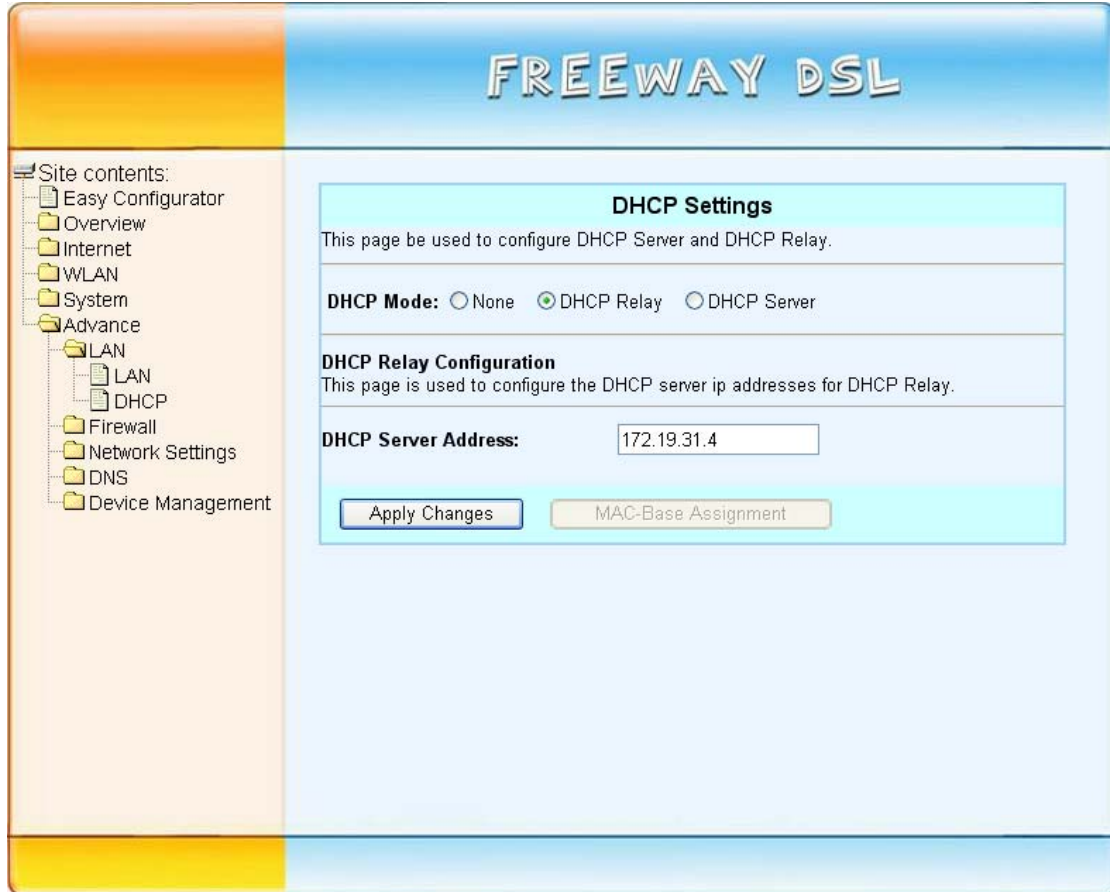 FREEWAY DSL
Site contents:
Easy Configurator
Overview
Internet
WLAN
System
Advance
LAN
LAN
DHCP
Firewall
Network Settings
DNS
Device Management
DHCP Settings
This page be used to configure DHCP Server and DHCP Relay.
DHCP Mode: None DHCP Relay DHCP Server
DHCP Relay Configuration
This page is used to configure the DHCP server ip addresses for DHCP Relay.
DHCP Server Address: 172.19.31.4
Apply Changes MAC-Base Assignment